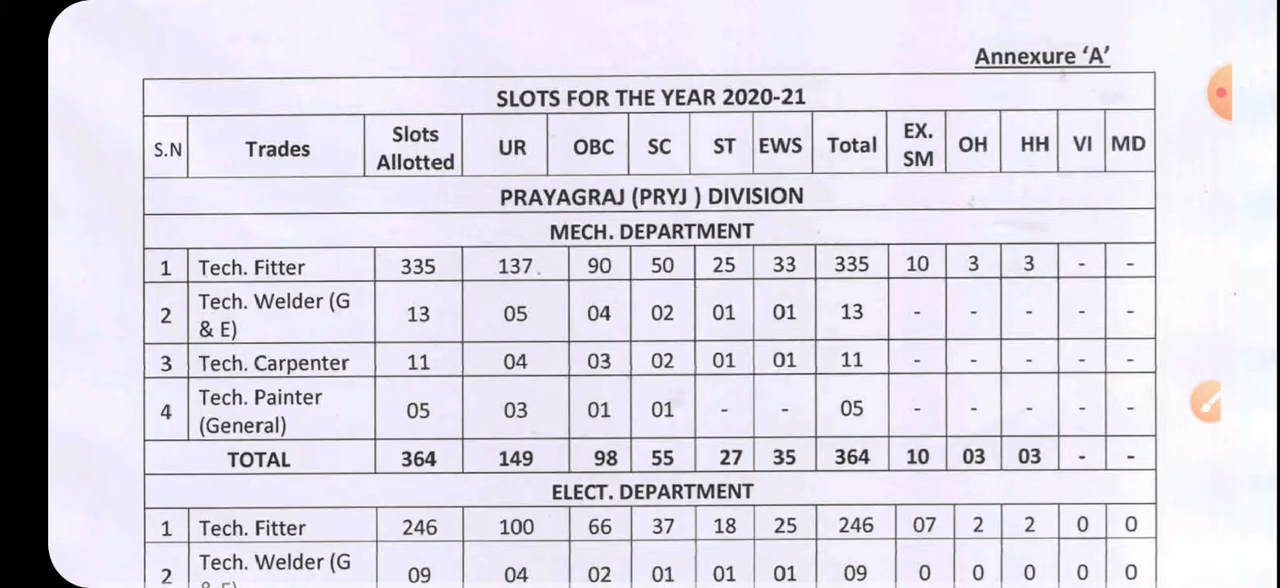 Annexure ‘A’
SLOTS FOR THE YEAR 2020-21
S.N Trades Slots Allotted UR OBC SC ST EWS Total EX. SM OH HH VI MD
PRAYAGRAJ (PRYJ ) DIVISION
MECH. DEPARTMENT
1 Tech. Fitter 335 137 90 50 25 33 335 10 3 3 - -
2 Tech. Welder (G & E) 13 05 04 02 01 01 13 - - - - -
3 Tech. Carpenter 11 04 03 02 01 01 11 - - - - -
4 Tech. Painter (General) 05 03 01 01 - - 05 - - - - -
TOTAL 364 149 98 55 27 35 364 10 03 03 - -
ELECT. DEPARTMENT
1 Tech. Fitter 246 100 66 37 18 25 246 07 2 2 0 0
2 Tech. Welder (G & E) 09 04 02 01 01 01 09 0 0 0 0 0